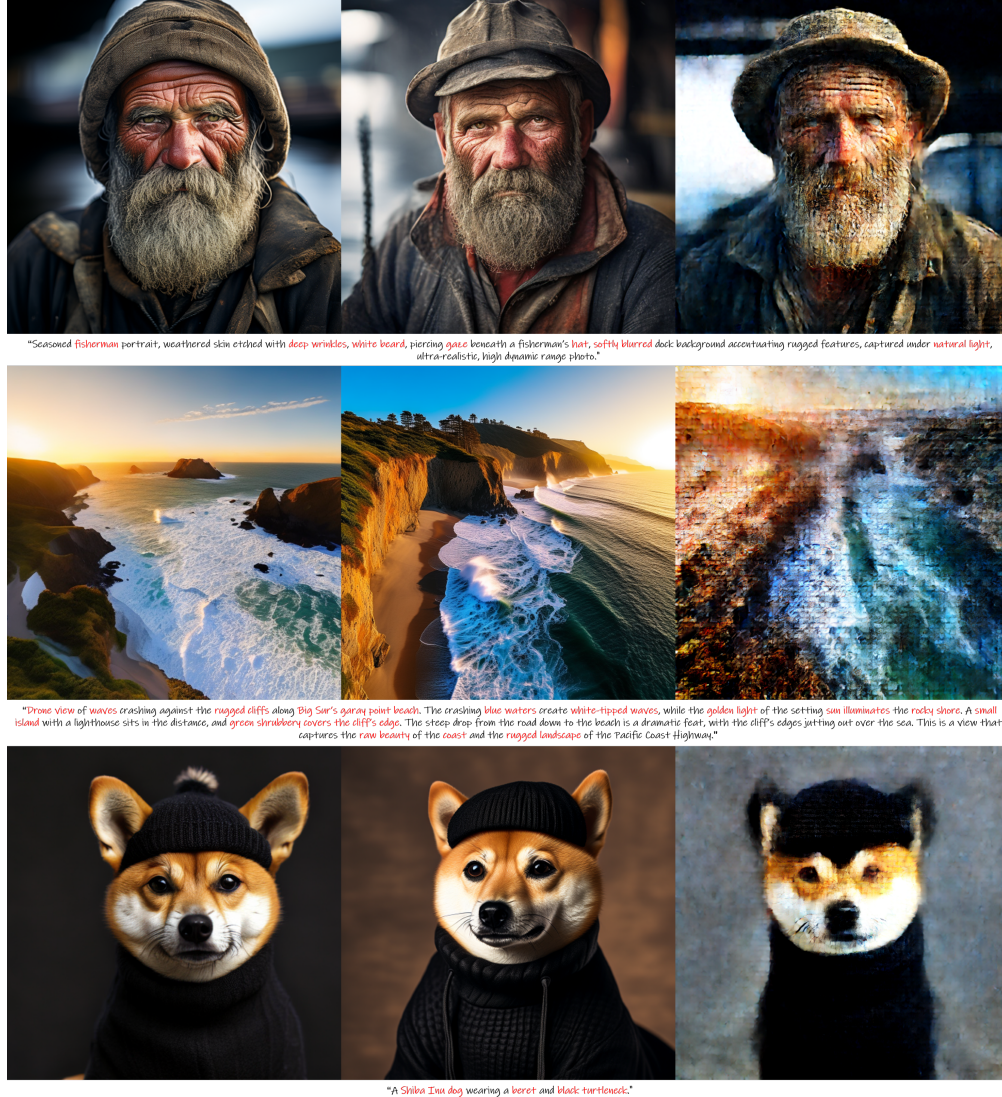 "Seasoned fisherman portrait, weathered skin etched with deep wrinkles, white beard, piercing gaze beneath a fisherman's hat, softly blurred dock background accentuating rugged features, captured under natural light,
ultra-realistic, high dynamic range photo."
"Drone view of waves crashing against the rugged cliffs along Big Sur's garay point beach. The crashing blue waters create white-tipped waves, while the golden light of the setting sun illuminates the rocky shore. A small
island with a lighthouse sits in the distance, and green shrubbery covers the cliff's edge. The steep drop from the road down to the beach is a dramatic feat, with the cliff's edges jutting out over the sea. This is a view that
captures the raw beauty of the coast and the rugged landscape of the Pacific Coast Highway."
"A Shiba Inu dog wearing a beret and black turtleneck."